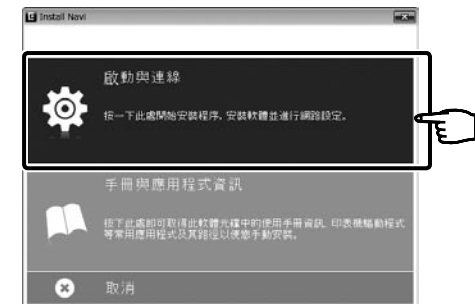 Install Navi
啟動與連線
按一下此處開始安裝程序, 安裝軟體並進行網路設定。
手冊與應用程式資訊
按下此處即可取得此軟體光碟中的使用手冊資訊, 印表機驅動程式
等常用應用程式及其路徑以便您手動安裝。
取消